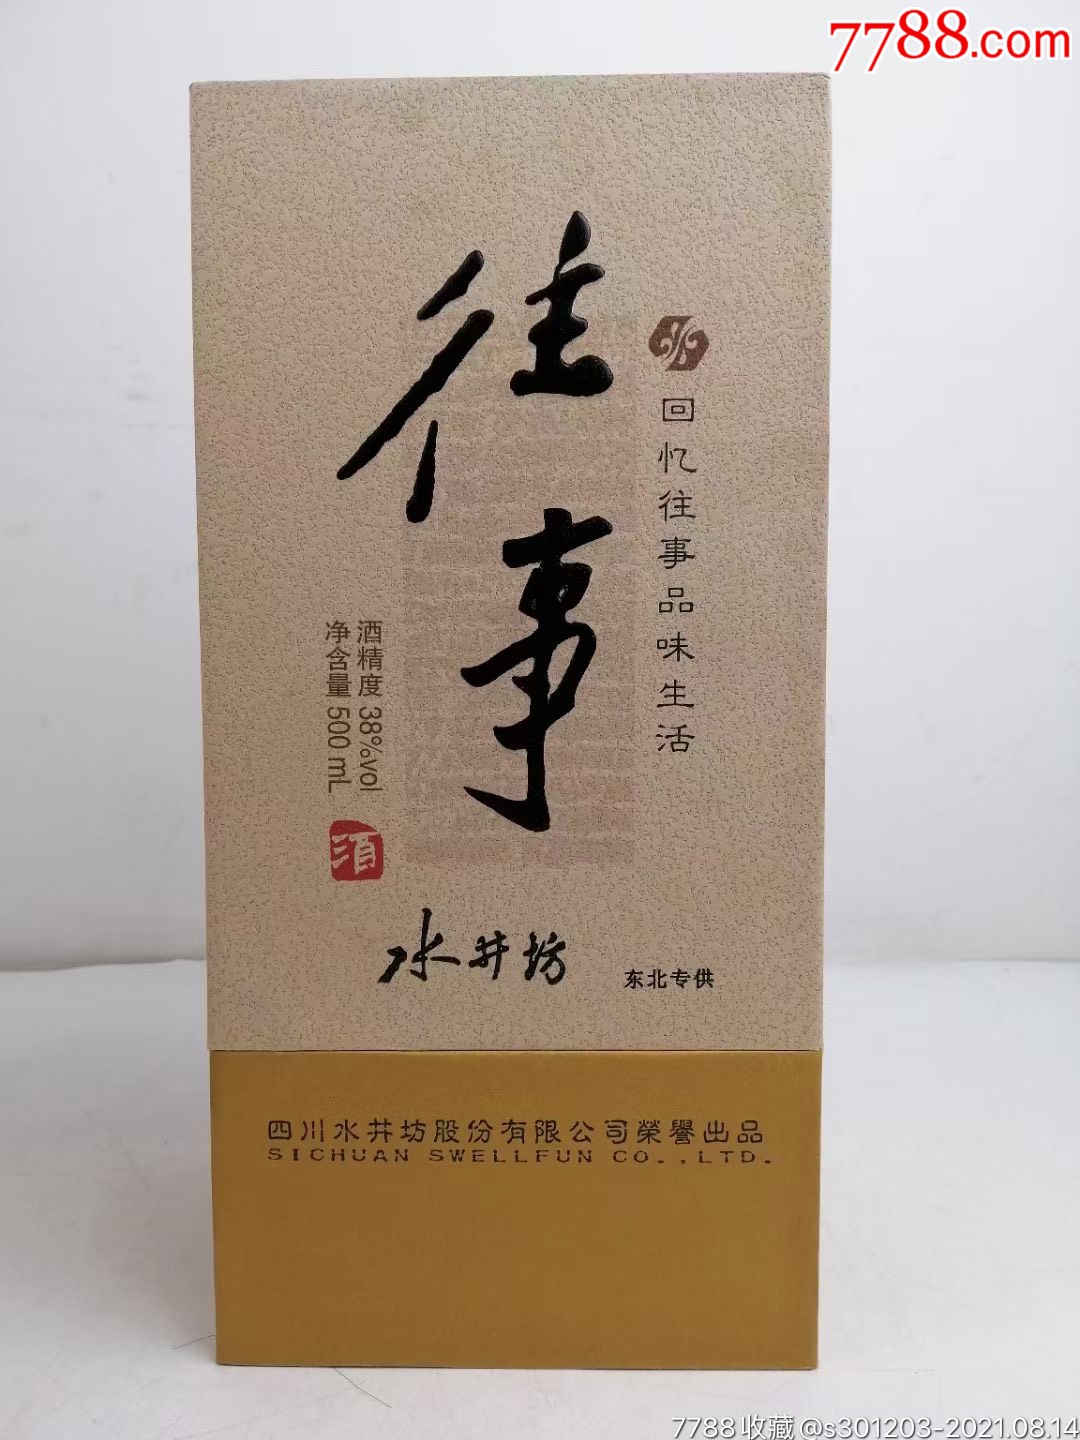 7788.com
往事
回忆往事品味生活
酒精度 38%vol
净含量 500 mL
酒
水井坊
东北专供
四川水井坊股份有限公司榮譽出品
SICHUAN SWELLFUN CO.,LTD.
7788收藏@s301203-2021.08.14